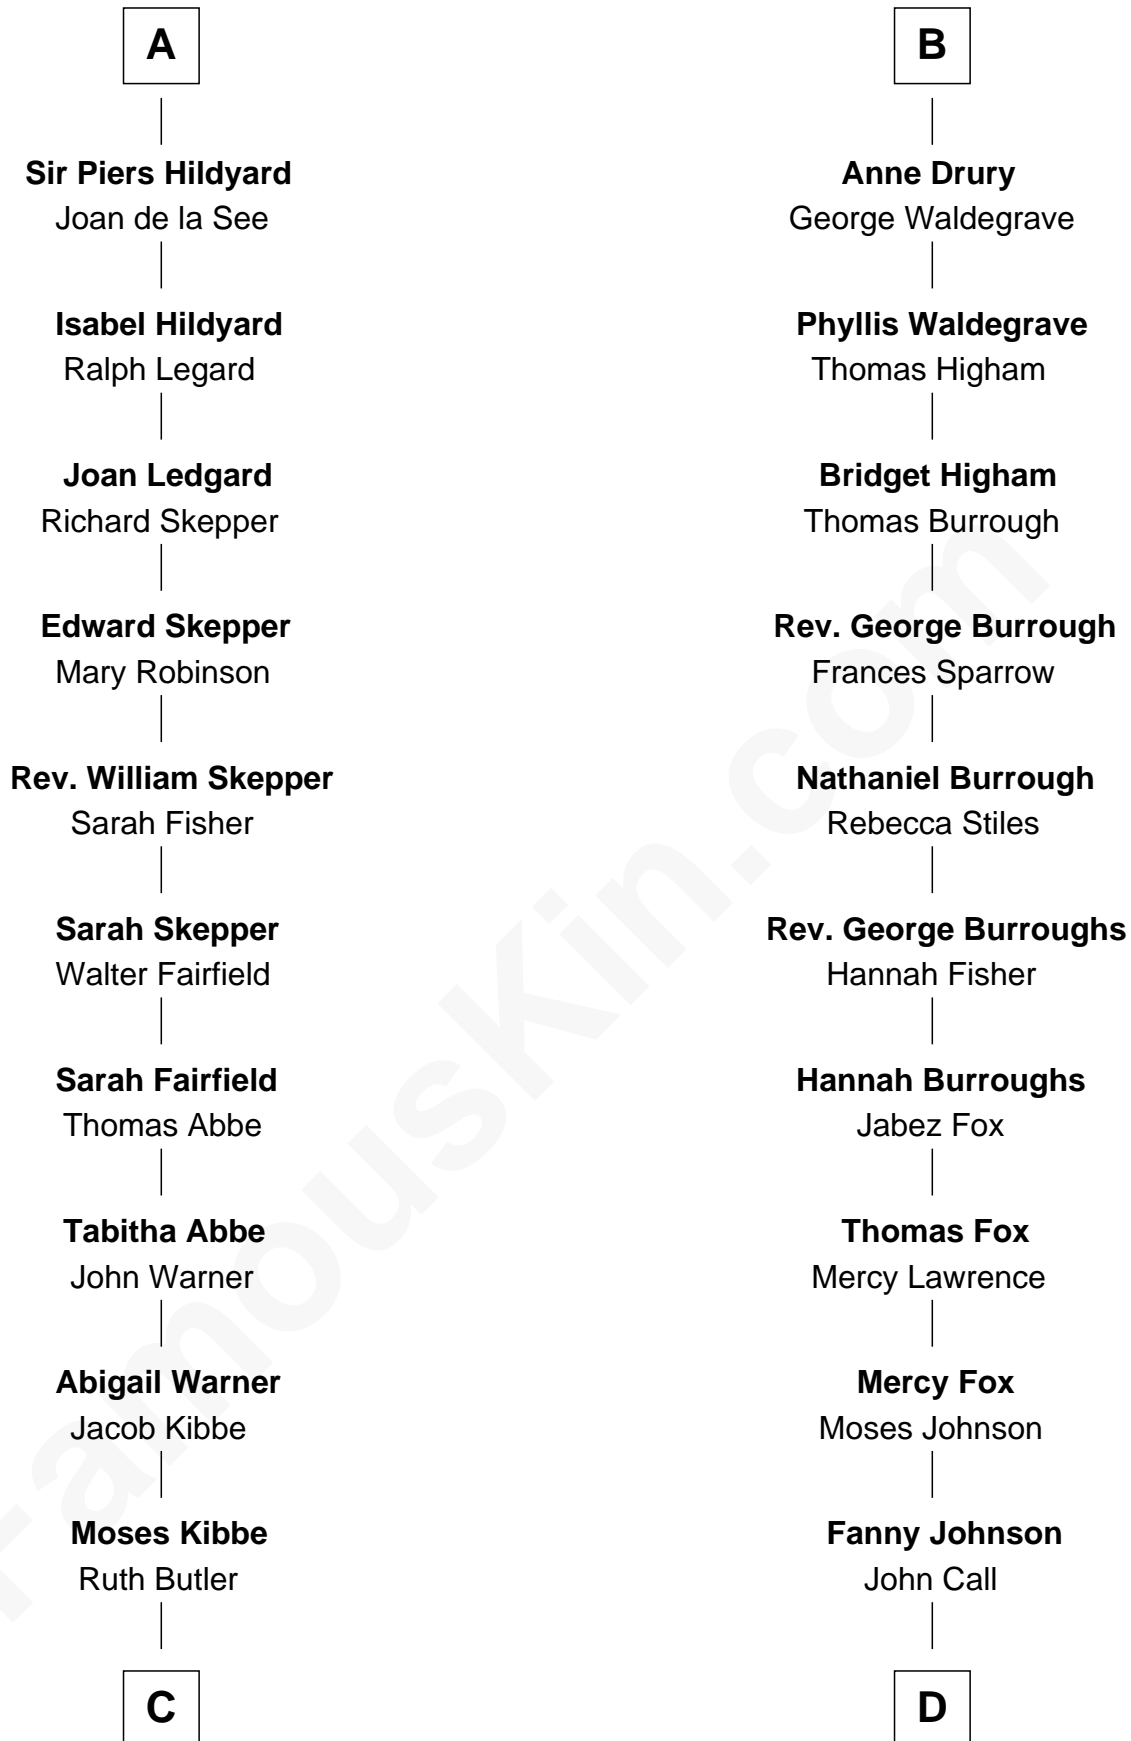 A
Sir Piers Hildyard
Joan de la See
Isabel Hildyard
Ralph Legard
Joan Ledgard
Richard Skepper
Edward Skepper
Mary Robinson
Rev. William Skepper
Sarah Fisher
Sarah Skepper
Walter Fairfield
Sarah Fairfield
Thomas Abbe
Tabitha Abbe
John Warner
Abigail Warner
Jacob Kibbe
Moses Kibbe
Ruth Butler
C
B
Anne Drury
George Waldegrave
Phyllis Waldegrave
Thomas Higham
Bridget Higham
Thomas Burrough
Rev. George Burrough
Frances Sparrow
Nathaniel Burrough
Rebecca Stiles
Rev. George Burroughs
Hannah Fisher
Hannah Burroughs
Jabez Fox
Thomas Fox
Mercy Lawrence
Mercy Fox
Moses Johnson
Fanny Johnson
John Call
D
FamousKin.com